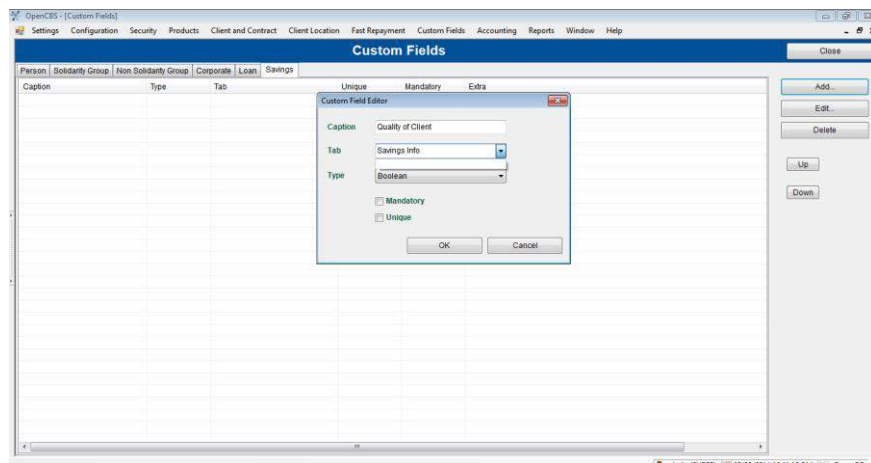 OpenCBS - [Custom Fields]
Settings Configuration Security Products Client and Contract Client Location Fast Repayment Custom Fields Accounting Reports Window Help
Custom Fields
Close
Person Solidarity Group Non Solidarity Group Corporate Loan Savings
Caption Type Tab Unique Mandatory Extra
Add...
Edit...
Delete
Up
Down
Custom Field Editor
Caption Quality of Client
Tab Savings Info
Type Boolean
Mandatory
Unique
OK Cancel